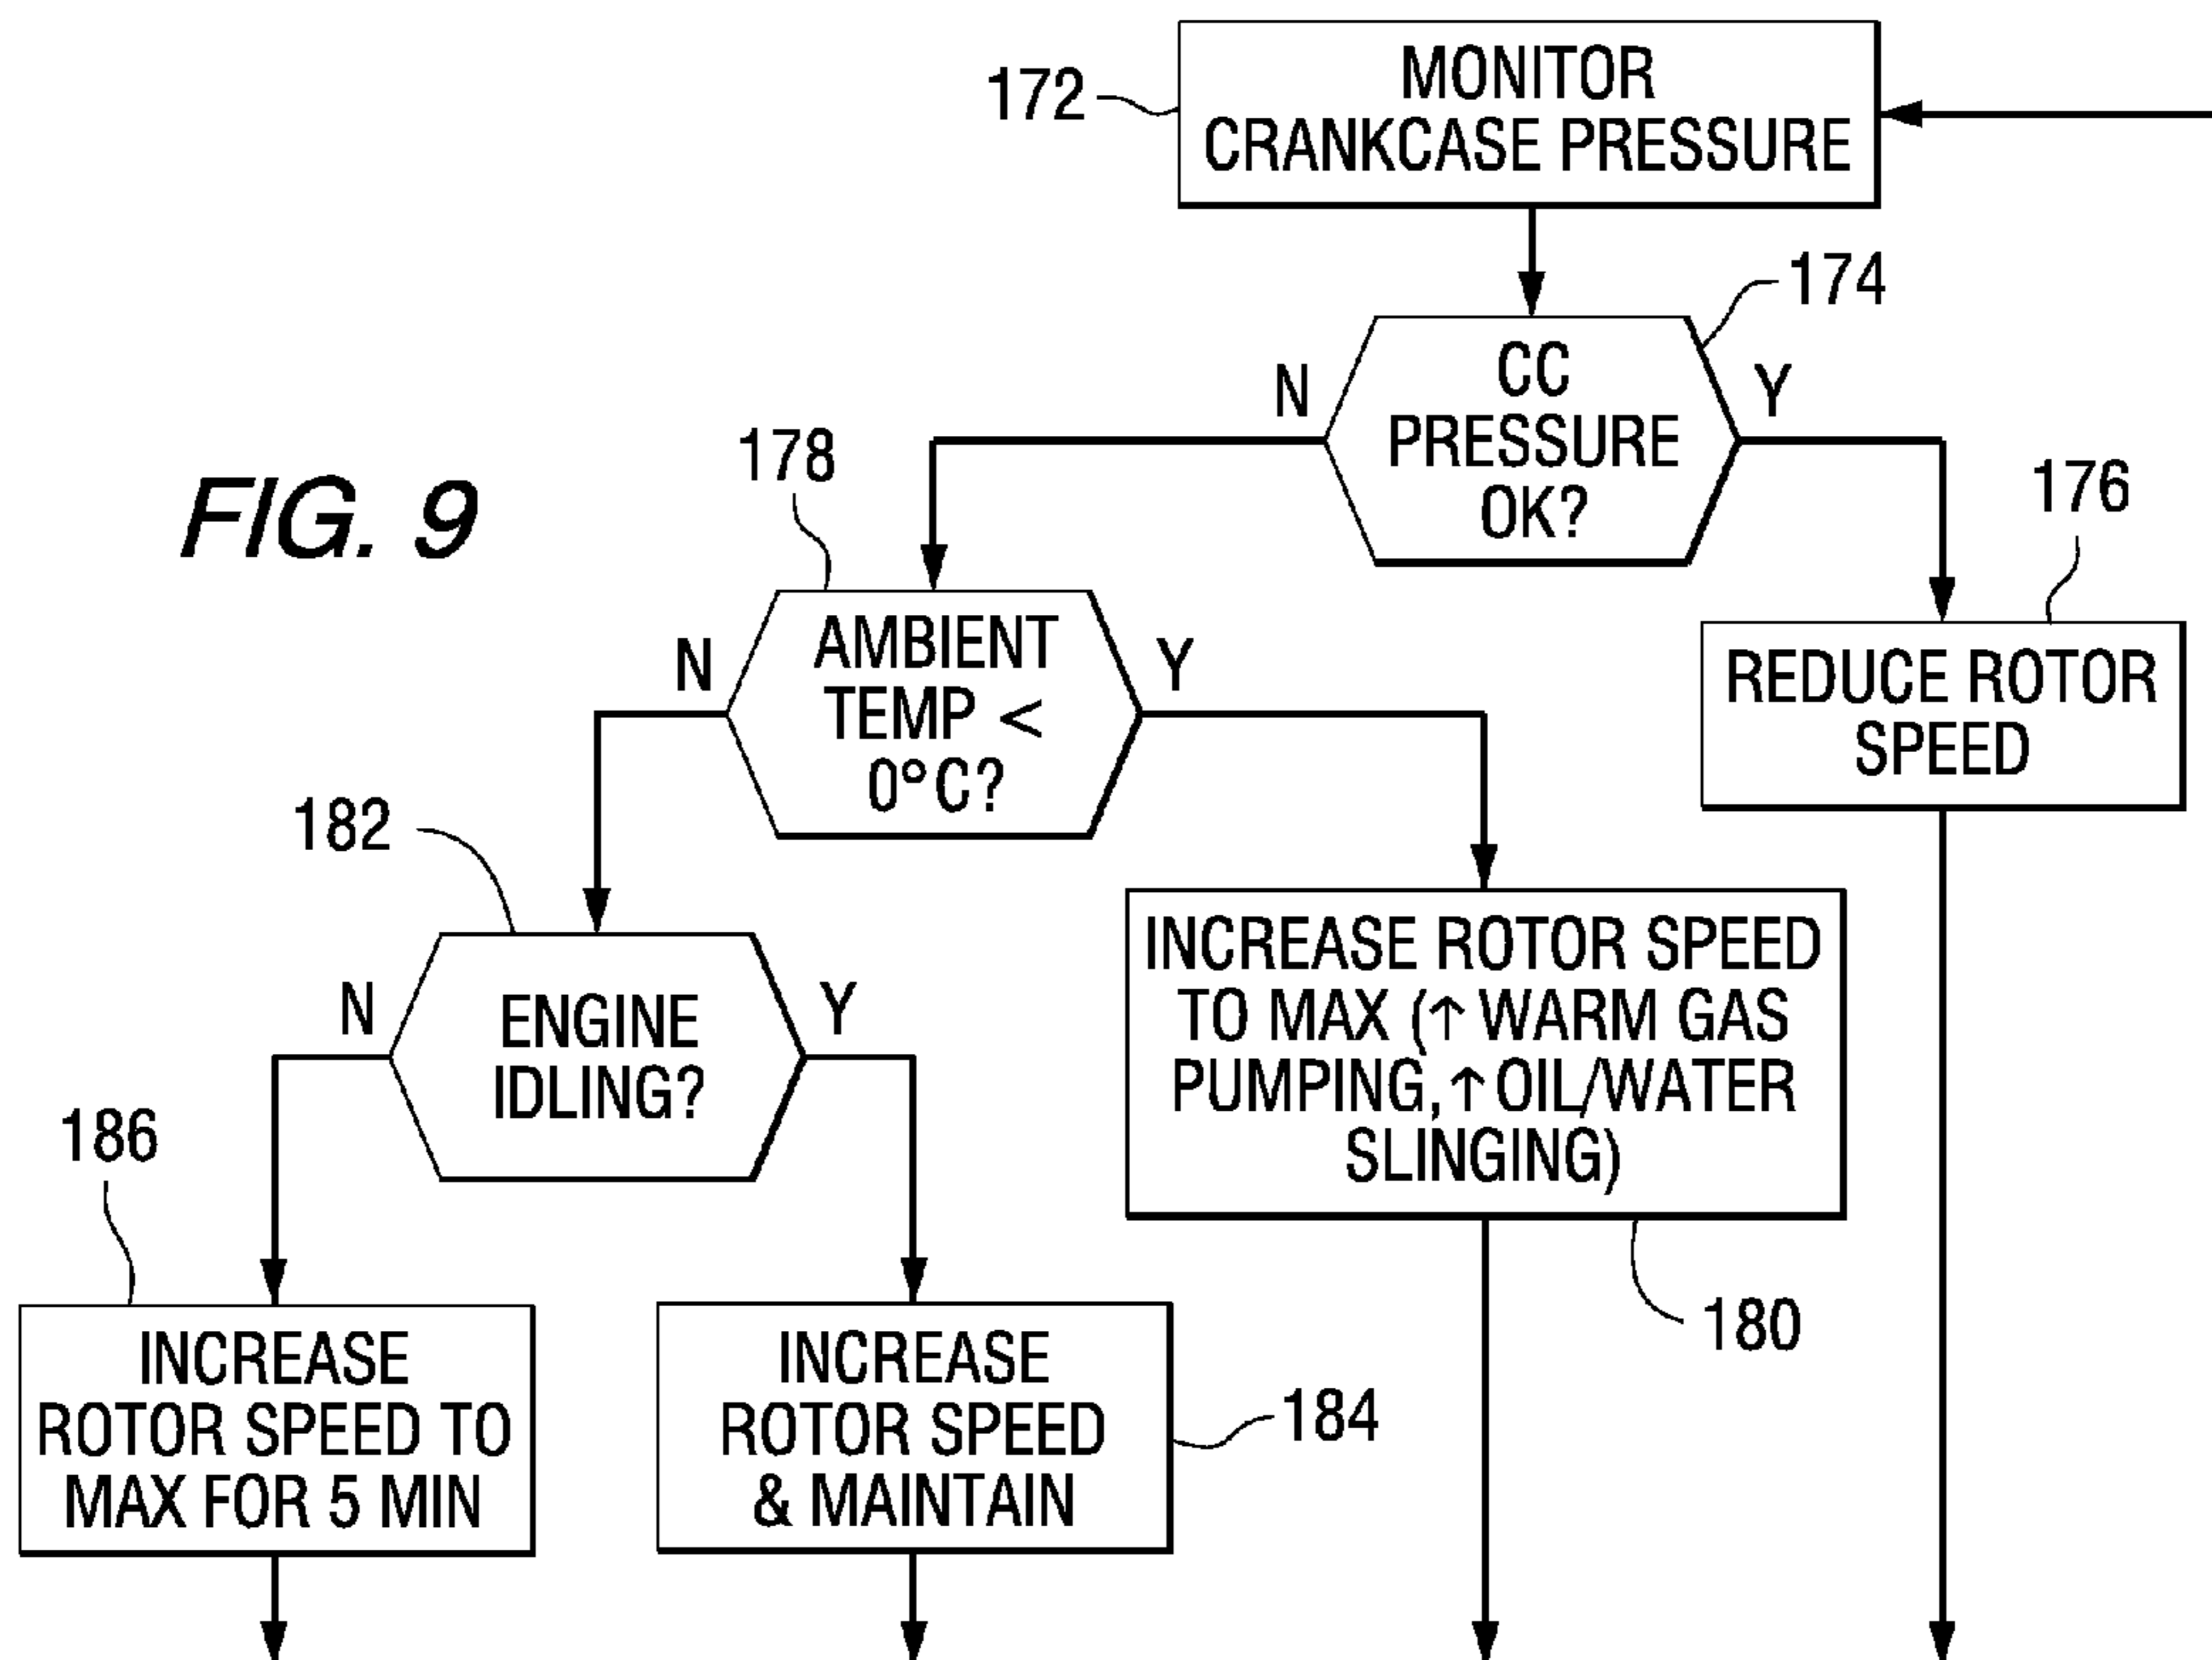 172
MONITOR
CRANKCASE PRESSURE
174
CC
PRESSURE
OK?
N
Y
FIG. 9
178
176
AMBIENT
TEMP <
0°C?
N
Y
REDUCE ROTOR
SPEED
182
ENGINE
IDLING?
N
Y
INCREASE ROTOR SPEED
TO MAX (↑ WARM GAS
PUMPING, ↑ OIL/WATER
SLINGING)
180
186
INCREASE
ROTOR SPEED TO
MAX FOR 5 MIN
INCREASE
ROTOR SPEED
& MAINTAIN
184